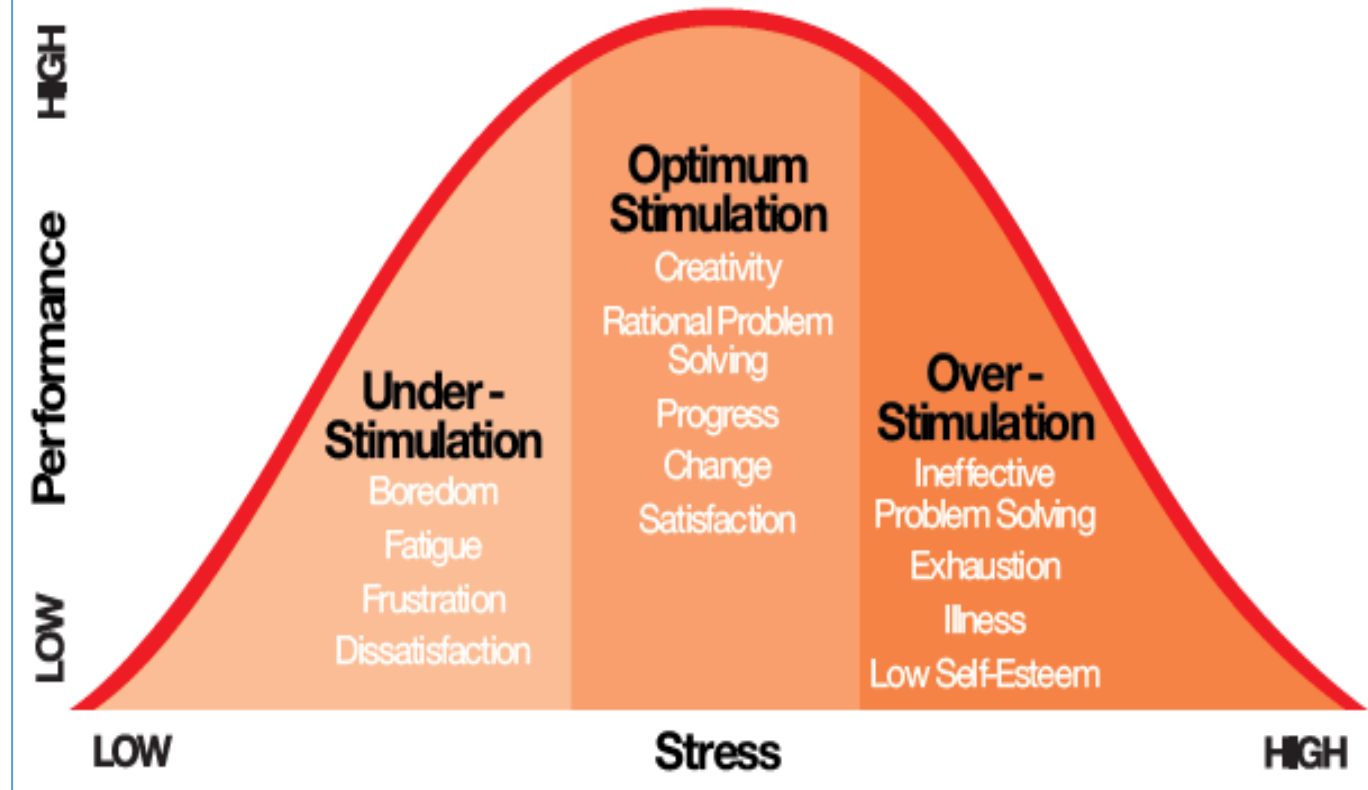 HIGH
Performance
LOW
Under -
Stimulation
Boredom
Fatigue
Frustration
Dissatisfaction
Optimum
Stimulation
Creativity
Rational Problem
Solving
Progress
Change
Satisfaction
Over -
Stimulation
Ineffective
Problem Solving
Exhaustion
Illness
Low Self-Esteem
LOW
Stress
HIGH